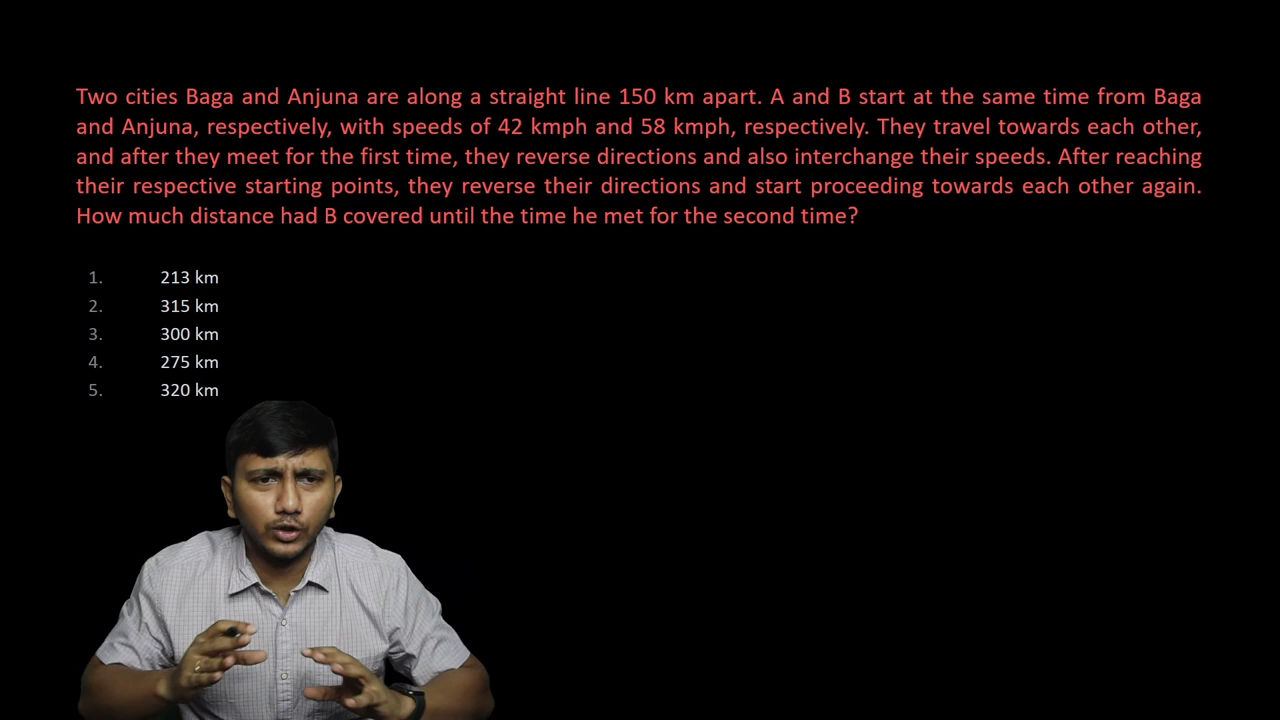 Two cities Baga and Anjuna are along a straight line 150 km apart. A and B start at the same time from Baga
and Anjuna, respectively, with speeds of 42 kmph and 58 kmph, respectively. They travel towards each other,
and after they meet for the first time, they reverse directions and also interchange their speeds. After reaching
their respective starting points, they reverse their directions and start proceeding towards each other again.
How much distance had B covered until the time he met for the second time?
1. 213 km
2. 315 km
3. 300 km
4. 275 km
5. 320 km